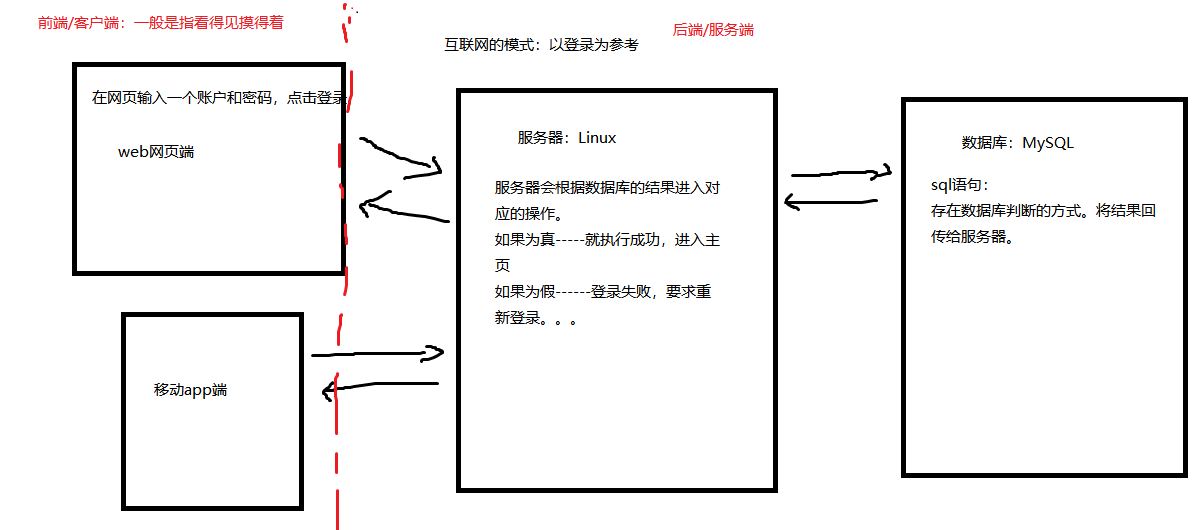 前端/客户端：一般是指看得见摸得着
后端/服务端
互联网的模式：以登录为参考
在网页输入一个账户和密码，点击登录
web网页端
移动app端
服务器：Linux
服务器会根据数据库的结果进入对
应的操作。
如果为真-----就执行成功，进入主
页
如果为假------登录失败，要求重
新登录。。。
数据库：MySQL
sql语句：
存在数据库判断的方式。将结果回
传给服务器。